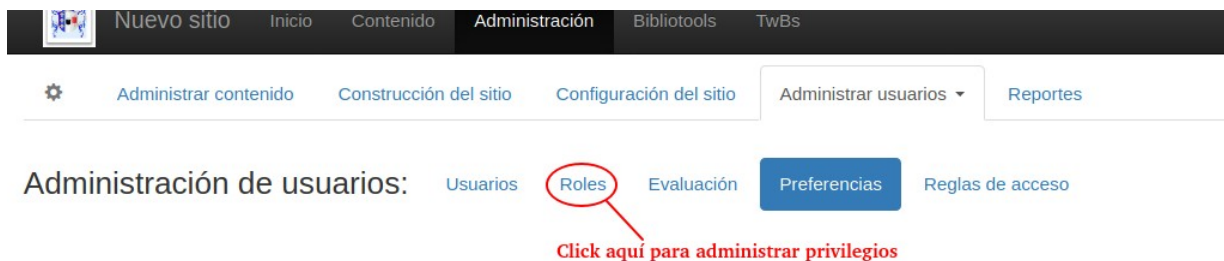 Nuevo sitio Inicio Contenido Administración Bibliotools TwBs
Administrar contenido Construcción del sitio Configuración del sitio Administrar usuarios Reportes
Administración de usuarios: Usuarios Roles Evaluación Preferencias Reglas de acceso
Click aquí para administrar privilegios